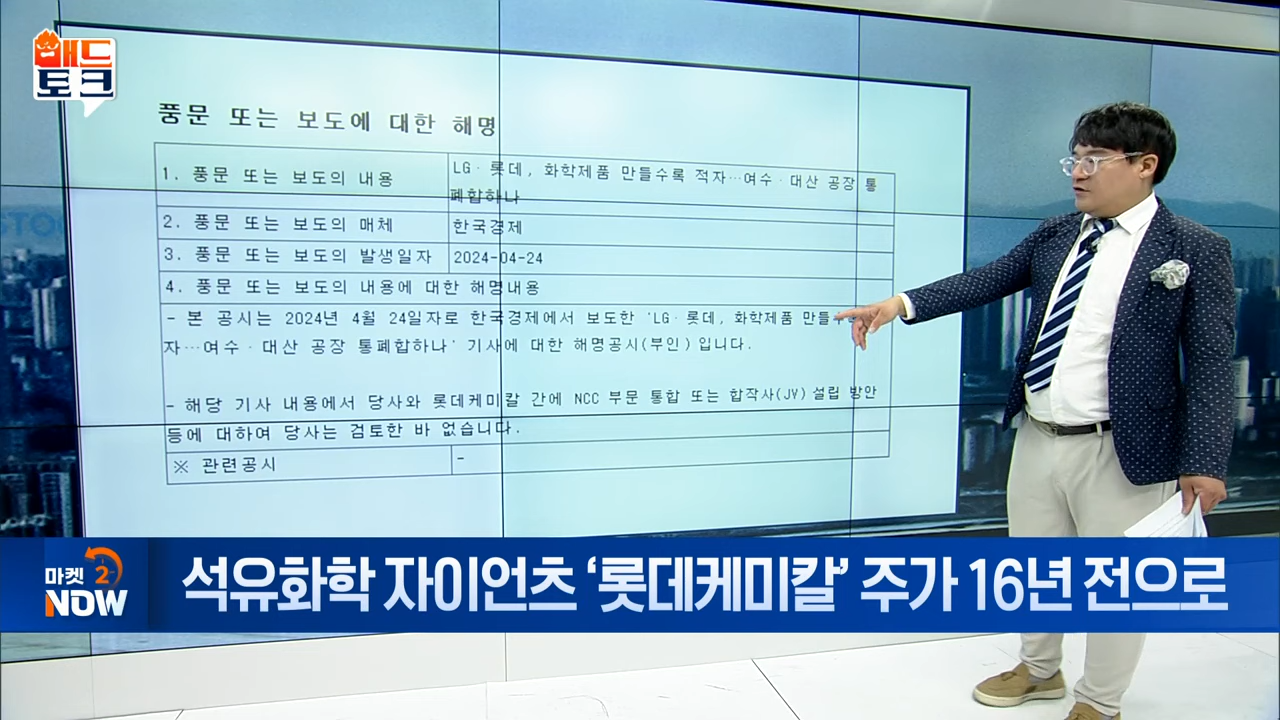 배드
토크
풍문 또는 보도에 대한 해명
1. 풍문 또는 보도의 내용
LG·롯데, 화학제품 만들수록 적자…여수·대산 공장 통
폐합하나
2. 풍문 또는 보도의 매체
한국경제
3. 풍문 또는 보도의 발생일자
2024-04-24
4. 풍문 또는 보도의 내용에 대한 해명내용
- 본 공시는 2024년 4월 24일자로 한국경제에서 보도한 'LG·롯데, 화학제품 만들수
자…여수·대산 공장 통폐합하나' 기사에 대한 해명공시(부인)입니다.
- 해당 기사 내용에서 당사와 롯데케미칼 간에 NCC 부문 통합 또는 합작사(JV)설립 방안
등에 대하여 당사는 검토한 바 없습니다.
※ 관련공시
-
STO
마켓 2
NOW
석유화학 자이언츠 ‘롯데케미칼’ 주가 16년 전으로